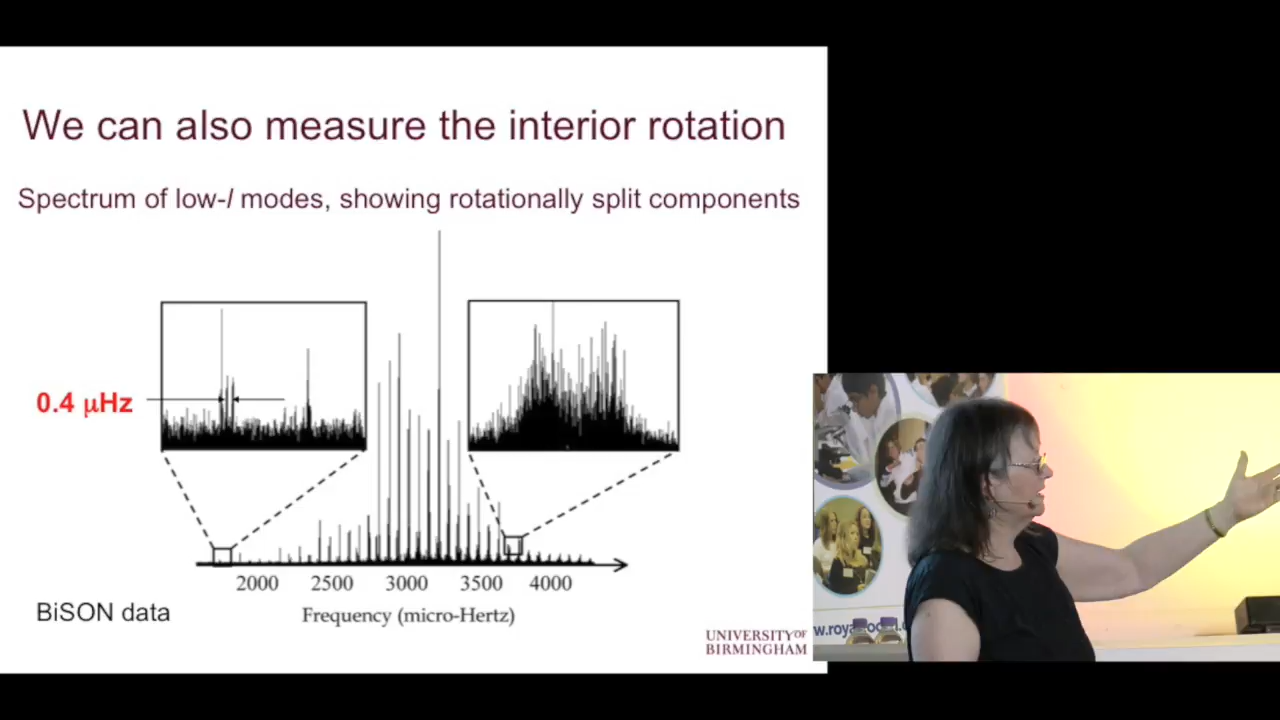 We can also measure the interior rotation
Spectrum of low-l modes, showing rotationally split components
0.4 μHz
2000 2500 3000 3500 4000
Frequency (micro-Hertz)
BiSON data
UNIVERSITY OF
BIRMINGHAM